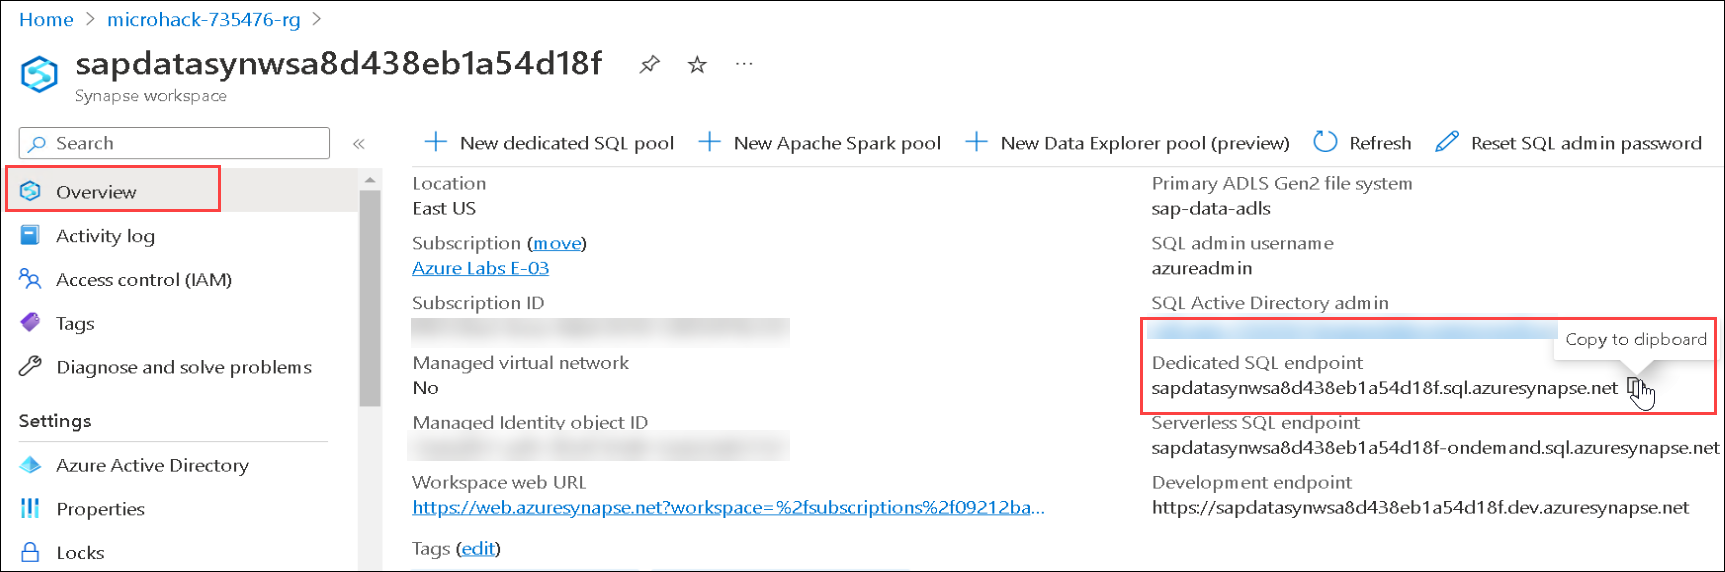 Home > microhack-735476-rg >
sapdatasynwsa8d438eb1a54d18f
Synapse workspace
Search
«
New dedicated SQL pool
New Apache Spark pool
New Data Explorer pool (preview)
Refresh
Reset SQL admin password
Overview
Activity log
Access control (IAM)
Tags
Diagnose and solve problems
Settings
Azure Active Directory
Properties
Locks
Location
East US
Subscription (move)
Azure Labs E-03
Subscription ID
Managed virtual network
No
Managed Identity object ID
Workspace web URL
https://web.azuresynapse.net?workspace=%2fsubscriptions%2f09212ba...
Tags (edit)
Primary ADLS Gen2 file system
sap-data-adls
SQL admin username
azureadmin
SQL Active Directory admin
Copy to clipboard
Dedicated SQL endpoint
sapdatasynwsa8d438eb1a54d18f.sql.azuresynapse.net
Serverless SQL endpoint
sapdatasynwsa8d438eb1a54d18f-ondemand.sql.azuresynapse.net
Development endpoint
https://sapdatasynwsa8d438eb1a54d18f.dev.azuresynapse.net